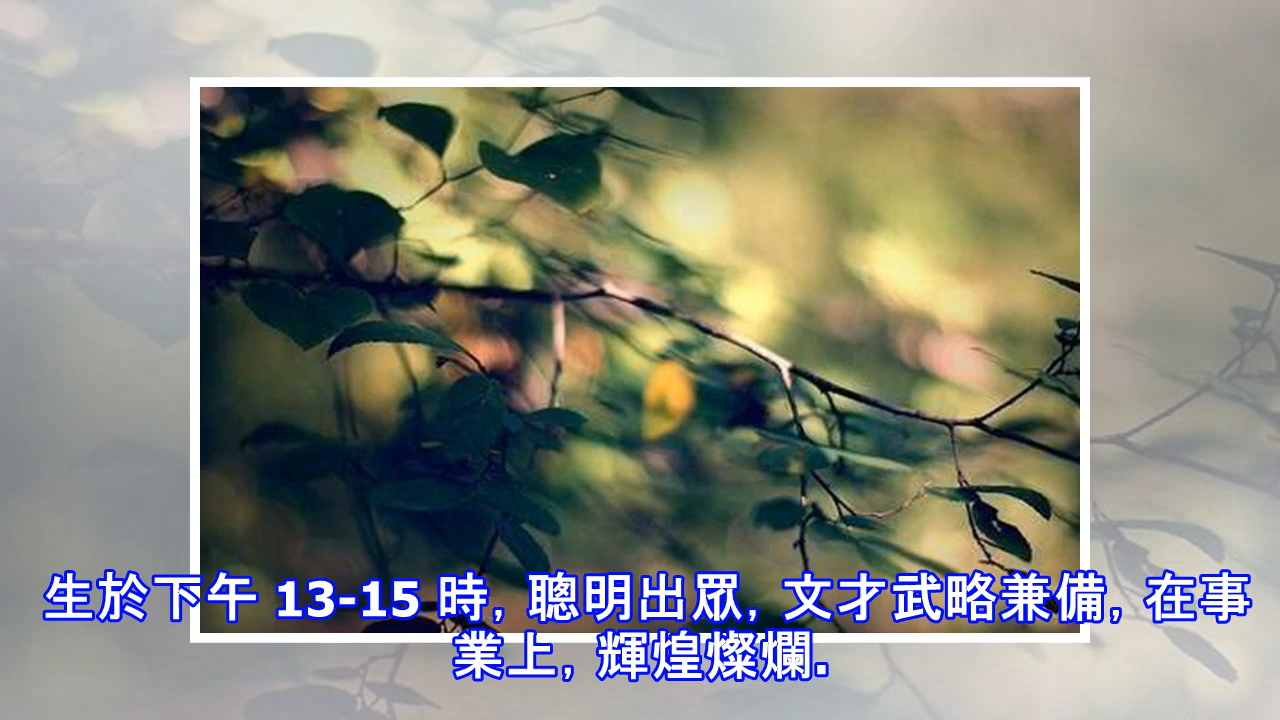 生於下午 13-15 時, 聰明出眾, 文才武略兼備, 在事
業上, 輝煌燦爛.